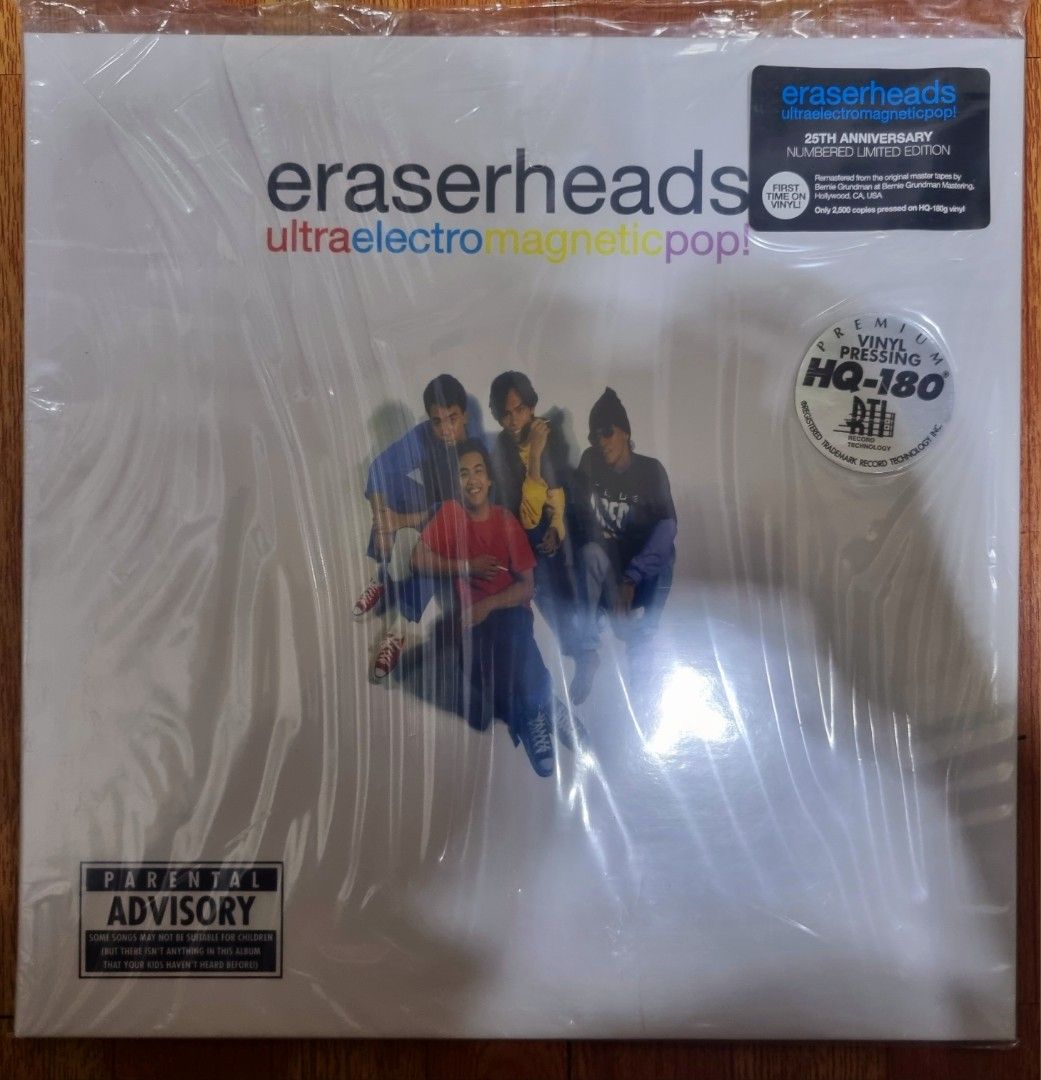 eraserheads
ultraelectromagneticpop!
eraserheads
ultraelectromagneticpop!
25TH ANNIVERSARY
NUMBERED LIMITED EDITION
FIRST
TIME ON
VINYL!
Remastered from the original master tapes by
Bernie Grundman at Bernie Grundman Mastering,
Hollywood, CA, USA
Only 2,500 copies pressed on HQ-180g vinyl
PREMIUM
VINYL
PRESSING
HQ-180®
RTI
RECORD
TECHNOLOGY
®REGISTERED TRADEMARK RECORD TECHNOLOGY INC.
PARENTAL
ADVISORY
SOME SONGS MAY NOT BE SUITABLE FOR CHILDREN
(BUT THERE ISN'T ANYTHING IN THIS ALBUM
THAT YOUR KIDS HAVEN'T HEARD BEFORE!)